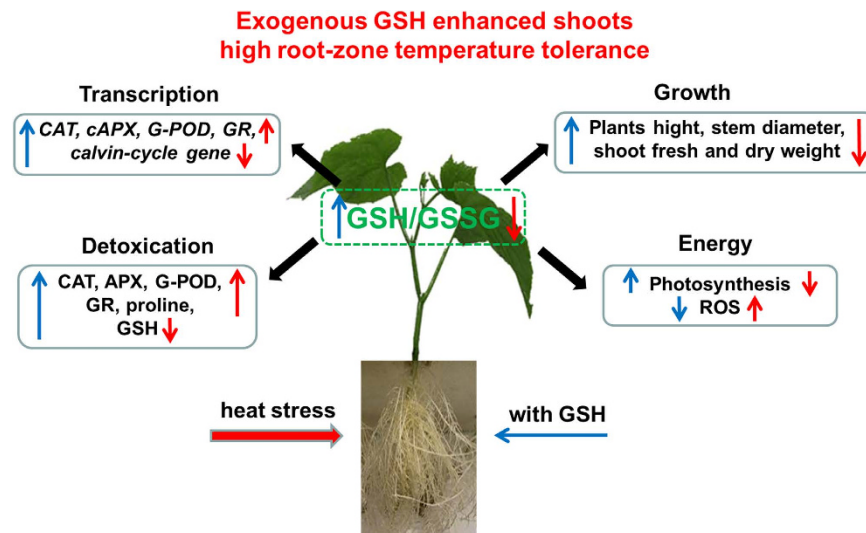 Exogenous GSH enhanced shoots
high root-zone temperature tolerance
Transcription
CAT, cAPX, G-POD, GR,
calvin-cycle gene
Growth
Plants hight, stem diameter,
shoot fresh and dry weight
GSH/GSSG
Detoxication
CAT, APX, G-POD,
GR, proline,
GSH
Energy
Photosynthesis
ROS
heat stress
with GSH